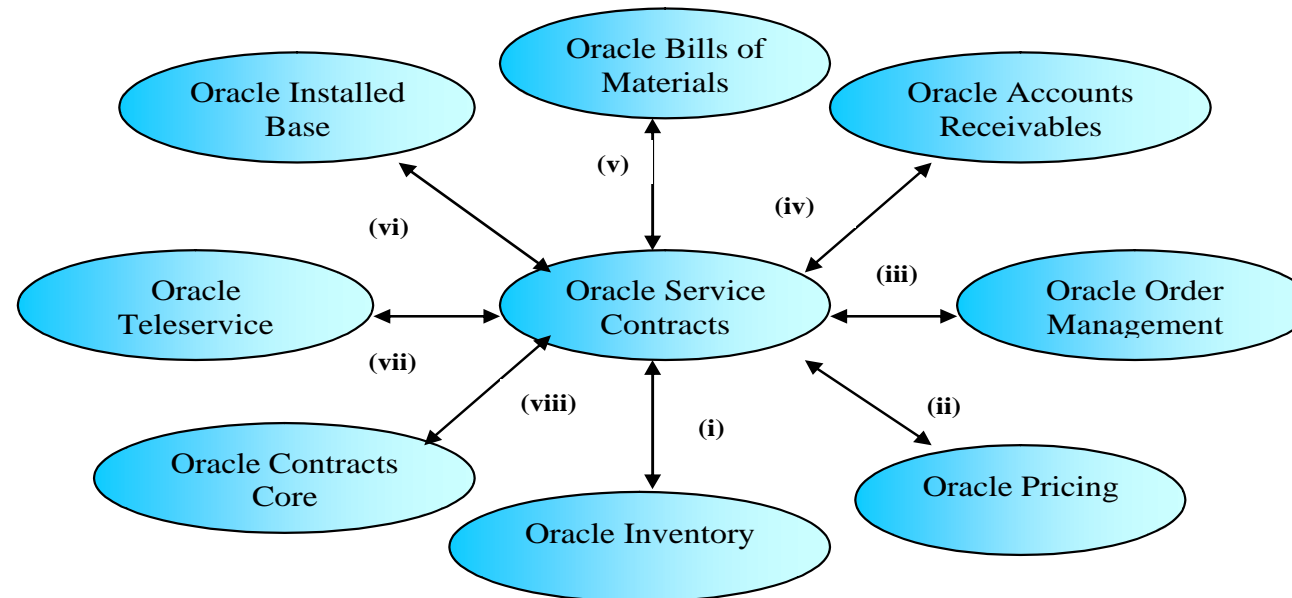 Oracle Bills of
Materials
Oracle Installed
Base
Oracle Accounts
Receivables
(v)
(iv)
(vi)
(iii)
Oracle
Teleservice
Oracle Service
Contracts
Oracle Order
Management
(vii)
(viii)
(i)
(ii)
Oracle Contracts
Core
Oracle Inventory
Oracle Pricing